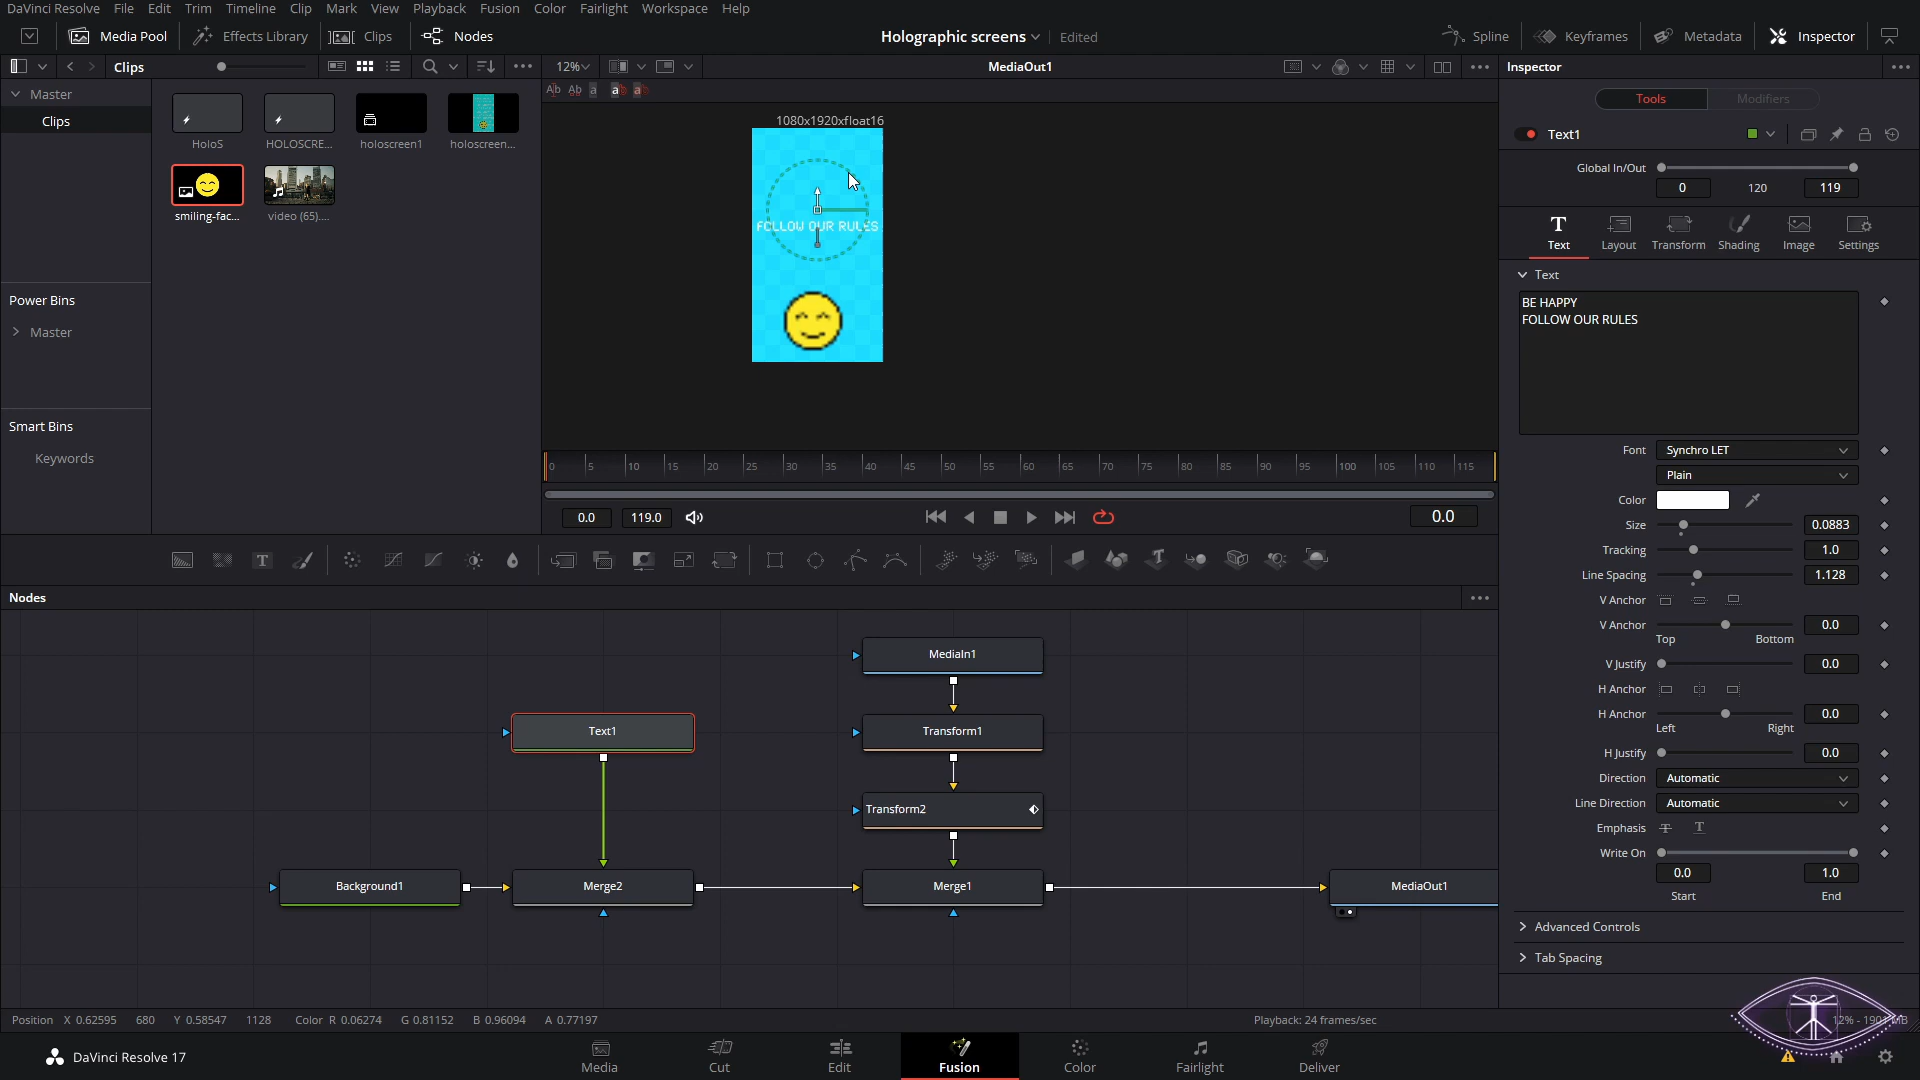 DaVinci Resolve File Edit Trim Timeline Clip Mark View Playback Fusion Color Fairlight Workspace Help
Media Pool Effects Library Clips Nodes Holographic screens Edited Spline Keyframes Metadata Inspector
Clips 12% MediaOut1 Inspector
Master
Clips
HoloS HOLOSCRE... holoscreen1 holoscreen...
smiling-fac... video (65)....
Power Bins
Master
Smart Bins
Keywords
1080x1920xfloat16
FOLLOW OUR RULES
0 5 10 15 20 25 30 35 40 45 50 55 60 65 70 75 80 85 90 95 100 105 110 115
0.0 119.0 0.0
Nodes
MediaIn1
Text1 Transform1
Transform2
Background1 Merge2 Merge1 MediaOut1
Tools Modifiers
Text1
Global In/Out
0 120 119
Text Layout Transform Shading Image Settings
Text
BE HAPPY
FOLLOW OUR RULES
Font Synchro LET
Plain
Color
Size 0.0883
Tracking 1.0
Line Spacing 1.128
V Anchor
V Anchor 0.0
Top Bottom
V Justify 0.0
H Anchor
H Anchor 0.0
Left Right
H Justify 0.0
Direction Automatic
Line Direction Automatic
Emphasis
Write On
0.0 1.0
Start End
Advanced Controls
Tab Spacing
Position X 0.62595 680 Y 0.58547 1128 Color R 0.06274 G 0.81152 B 0.96094 A 0.77197 Playback: 24 frames/sec
DaVinci Resolve 17
Media Cut Edit Fusion Color Fairlight Deliver